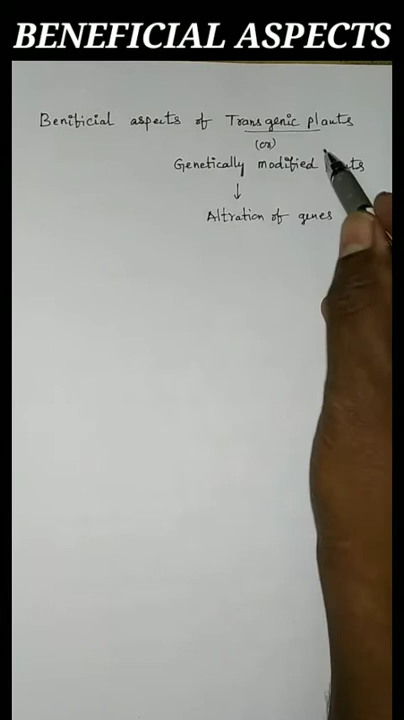 BENEFICIAL ASPECTS
Benificial aspects of Transgenic plants
(or)
Genetically modified
↓
Altration of genes